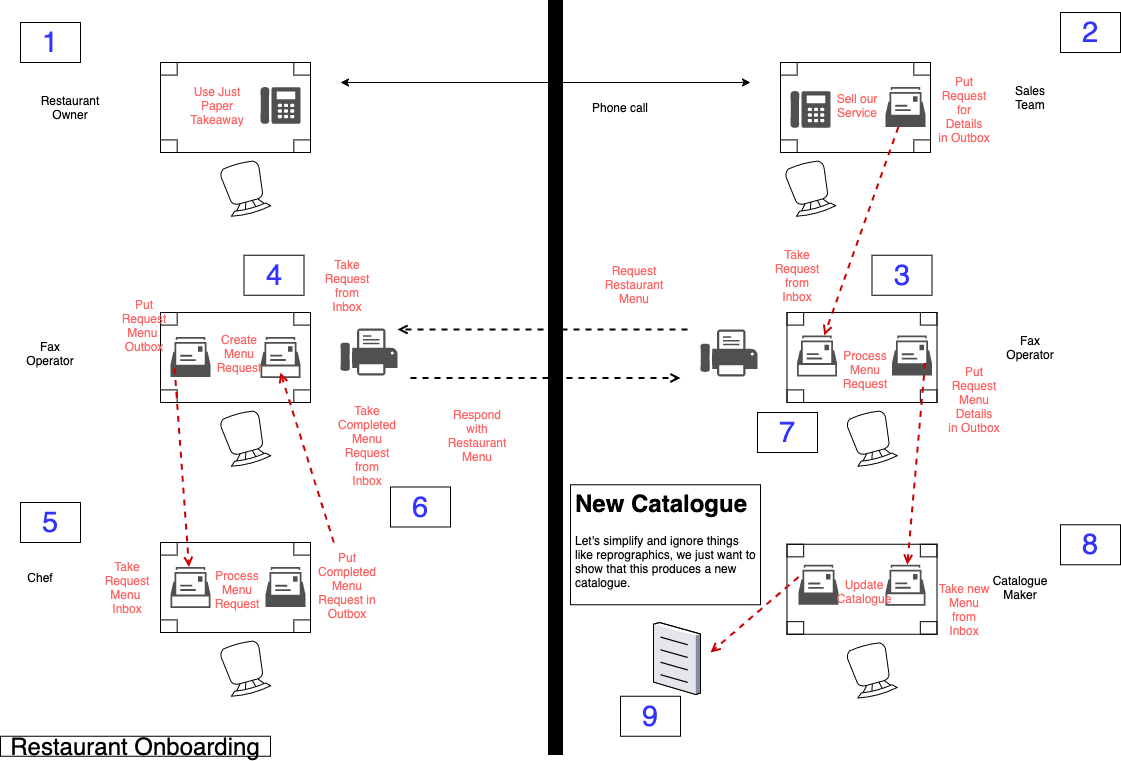 1
2
Restaurant
Owner
Use Just
Paper
Takeaway
Phone call
Sell our
Service
Put
Request
for
Details
in Outbox
Sales
Team
4
Take
Request
from
Inbox
Request
Restaurant
Menu
Take
Request
from
Inbox
3
Put
Request
Menu
Outbox
Fax
Operator
Create
Menu
Request
Process
Menu
Request
Fax
Operator
Put
Request
Menu
Details
in Outbox
Take
Completed
Menu
Request
from
Inbox
Respond
with
Restaurant
Menu
7
6
5
New Catalogue
Let's simplify and ignore things
like reprographics, we just want to
show that this produces a new
catalogue.
8
Chef
Take
Request
Menu
Inbox
Process
Menu
Request
Put
Completed
Menu
Request in
Outbox
Update
Catalogue
Take new
Menu
from
Inbox
Catalogue
Maker
9
Restaurant Onboarding